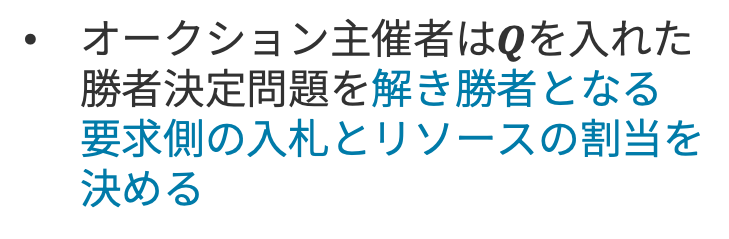 • オークション主催者はQを入れた
勝者決定問題を解き勝者となる
要求側の入札とリソースの割当を
決める